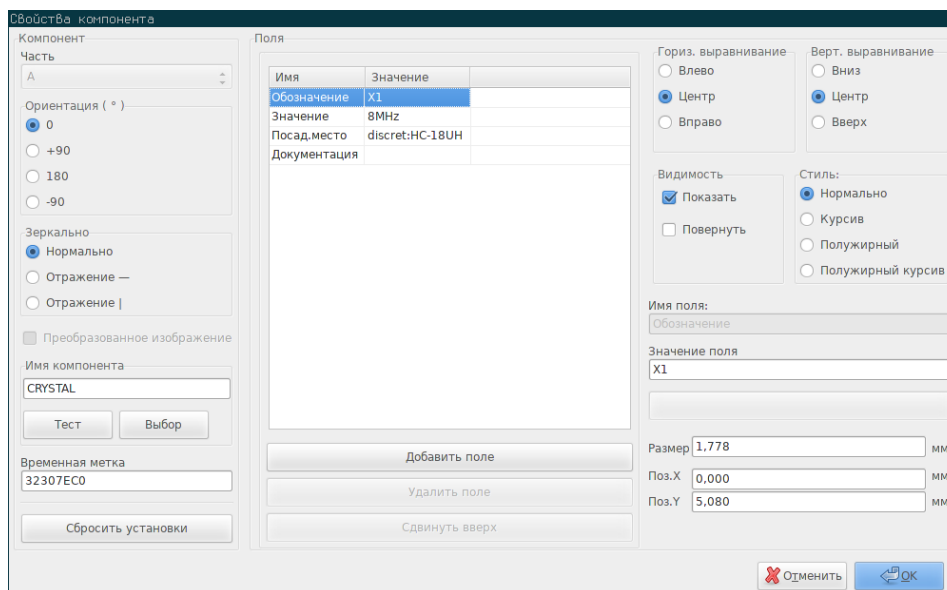 Свойства компонента
Компонент
Часть
A
Ориентация ( ° )
0
+90
180
-90
Зеркально
Нормально
Отражение —
Отражение |
Преобразованное изображение
Имя компонента
CRYSTAL
Тест Выбор
Временная метка
32307EC0
Сбросить установки
Поля
Имя Значение
Обозначение X1
Значение 8MHz
Посад.место discret:HC-18UH
Документация
Добавить поле
Удалить поле
Сдвинуть вверх
Гориз. выравнивание
Влево
Центр
Вправо
Верт. выравнивание
Вниз
Центр
Вверх
Видимость
Показать
Повернуть
Стиль:
Нормально
Курсив
Полужирный
Полужирный курсив
Имя поля:
Обозначение
Значение поля
X1
Размер 1,778 мм
Поз.X 0,000 мм
Поз.Y 5,080 мм
Отменить OK